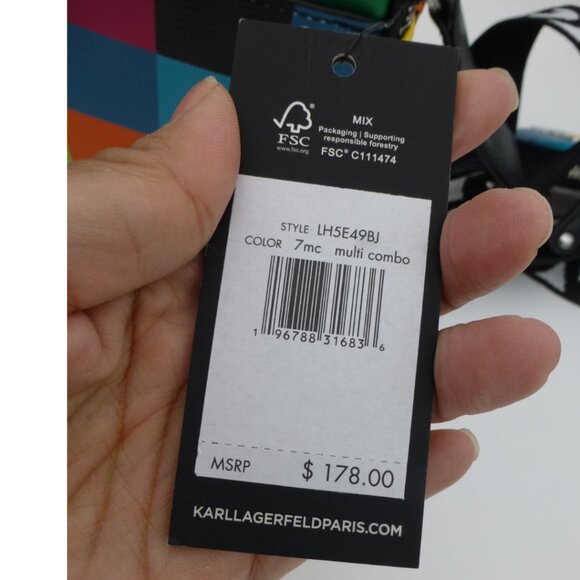 FSC
www.fsc.org
MIX
Packaging | Supporting
responsible forestry
FSC® C111474
STYLE LH5E49BJ
COLOR 7mc multi combo
1 96788 31683 6
MSRP $ 178.00
KARLLAGERFELDPARIS.COM